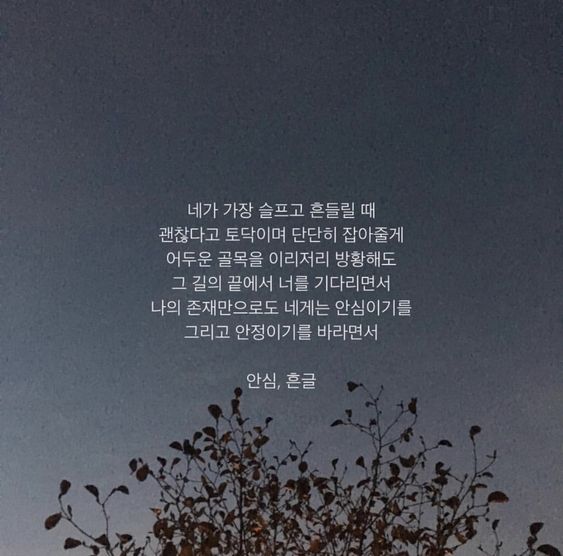 네가 가장 슬프고 흔들릴 때
괜찮다고 토닥이며 단단히 잡아줄게
어두운 골목을 이리저리 방황해도
그 길의 끝에서 너를 기다리면서
나의 존재만으로도 네게는 안심이기를
그리고 안정이기를 바라면서
안심, 흔글